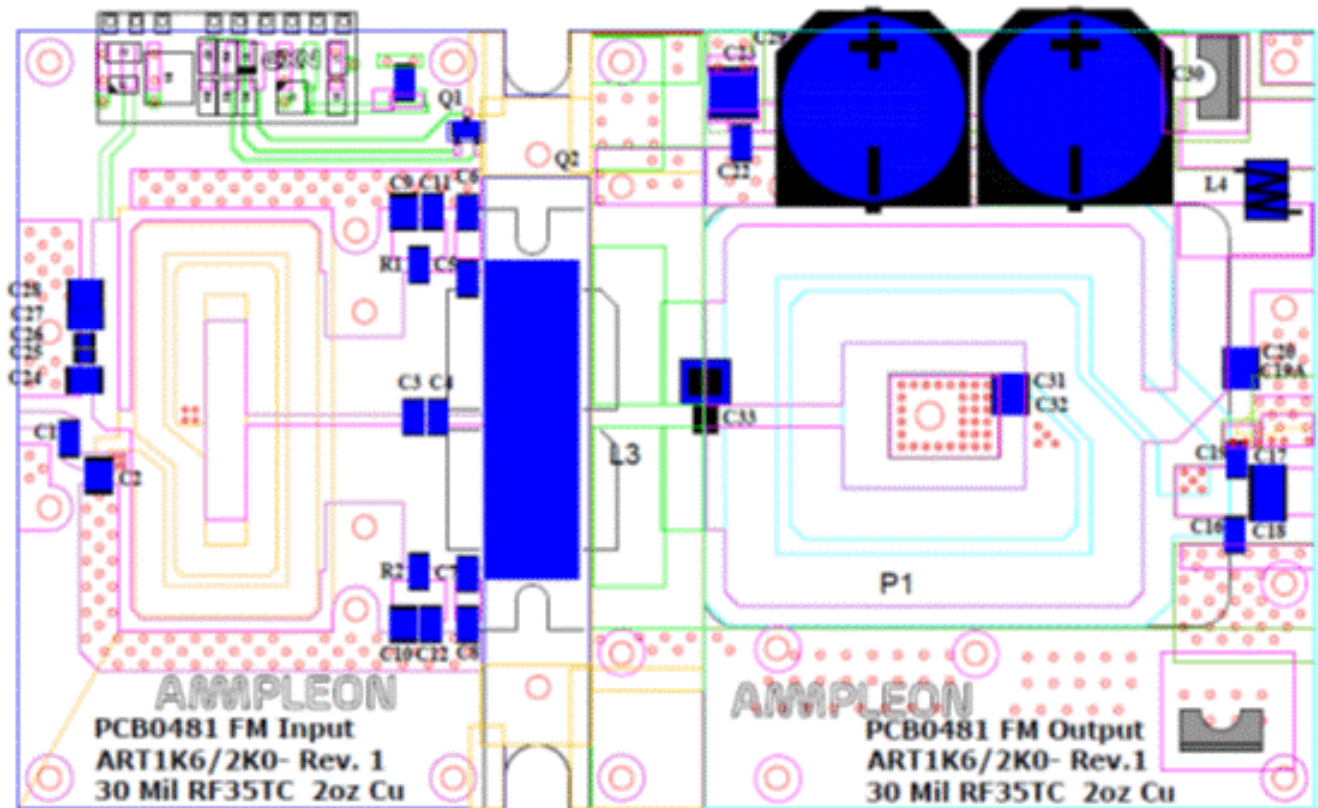 C29
C21
C30
Q1
Q2
C22
L4
C9 C11 C6
R1 C5
C28
C27
C24
C3 C4
C20
C19A
C31
C32
C33
C1
C2
L3
C17
C16
C18
R2 C7
P1
C10 C12 C8
AMPLEON
AMPLEON
PCB0481 FM Input
ART1K6/2K0- Rev. 1
30 Mil RF35TC 2oz Cu
PCB0481 FM Output
ART1K6/2K0- Rev.1
30 Mil RF35TC 2oz Cu